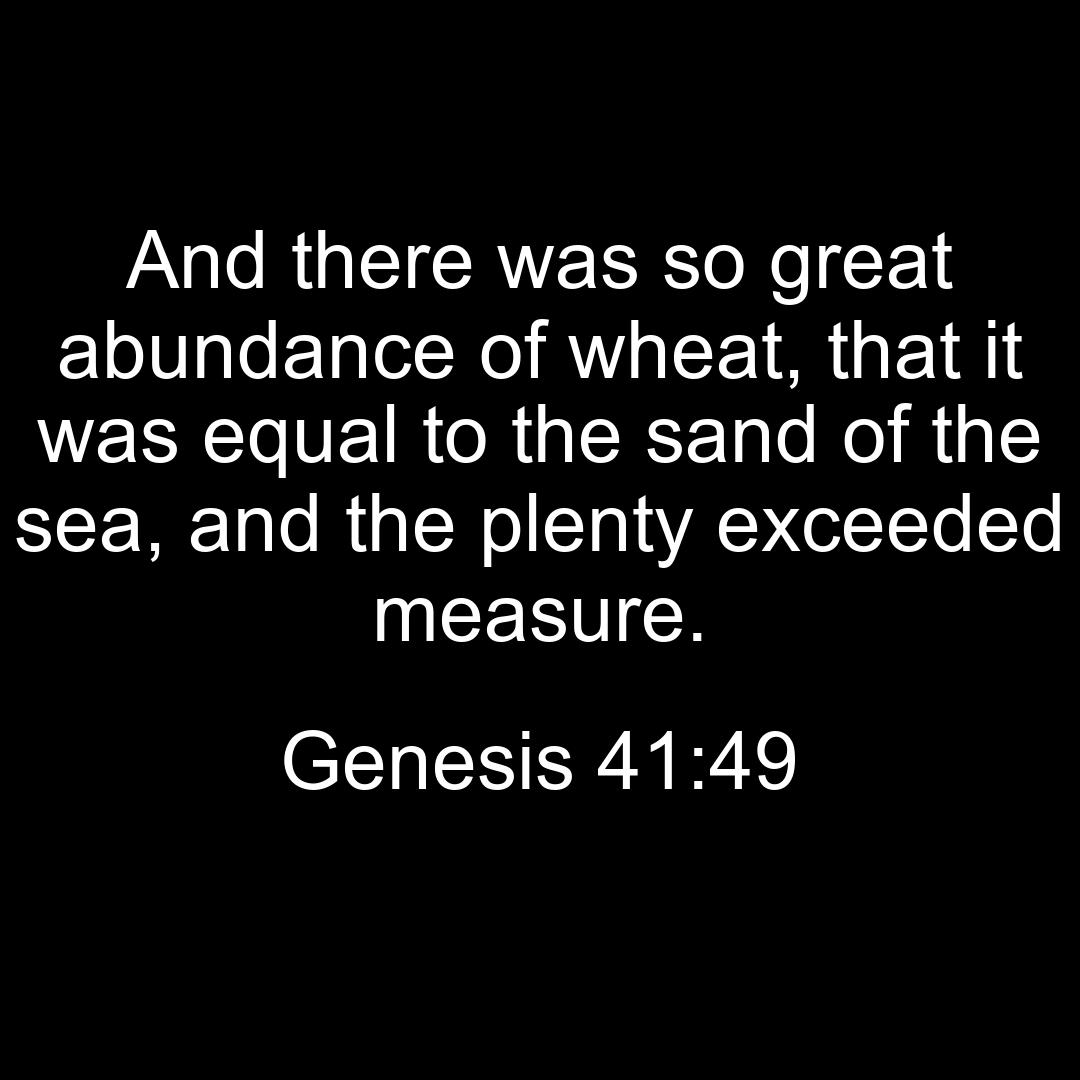 And there was so great
abundance of wheat, that it
was equal to the sand of the
sea, and the plenty exceeded
measure.
Genesis 41:49